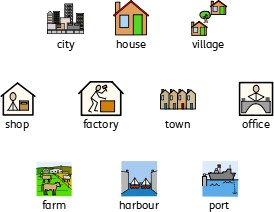 city house village
shop factory town office
farm harbour port